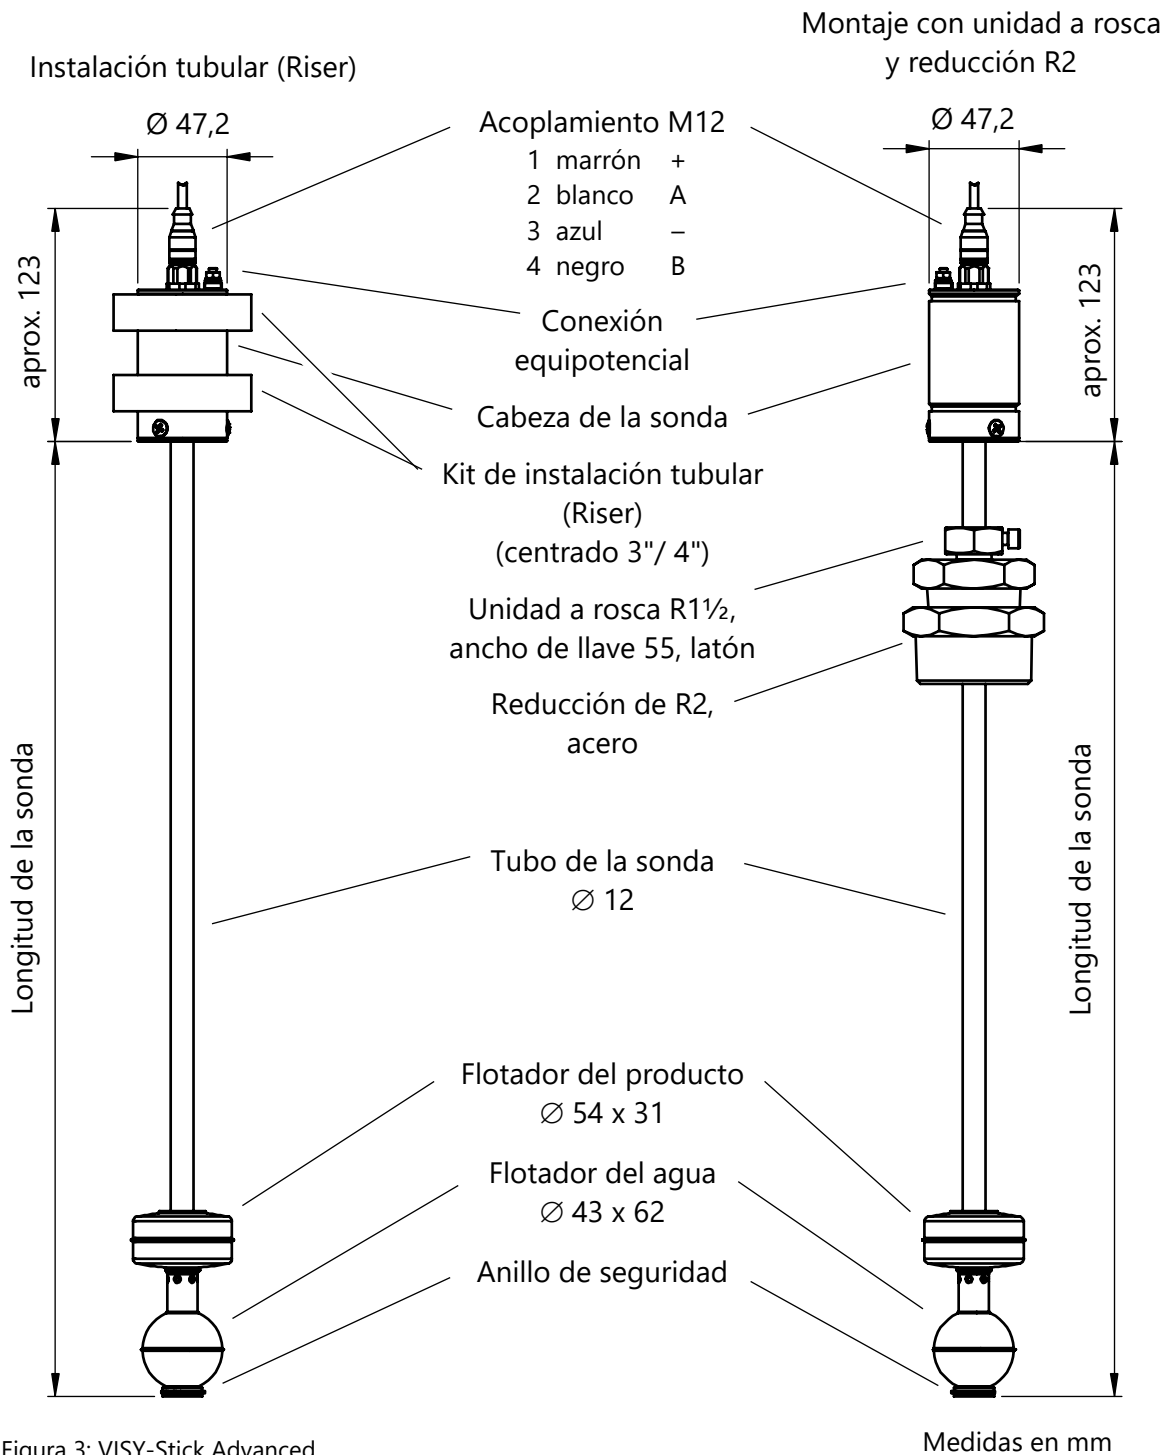 Instalación tubular (Riser)
Montaje con unidad a rosca
y reducción R2
Ø 47,2
Acoplamiento M12
1 marrón +
2 blanco A
3 azul –
4 negro B
Ø 47,2
aprox. 123
aprox. 123
Conexión
equipotencial
Cabeza de la sonda
Kit de instalación tubular
(Riser)
(centrado 3"/ 4")
Unidad a rosca R1½,
ancho de llave 55, latón
Reducción de R2,
acero
Longitud de la sonda
Longitud de la sonda
Tubo de la sonda
∅ 12
Flotador del producto
∅ 54 x 31
Flotador del agua
∅ 43 x 62
Anillo de seguridad
Medidas en mm
Figura 3: VISY-Stick Advanced